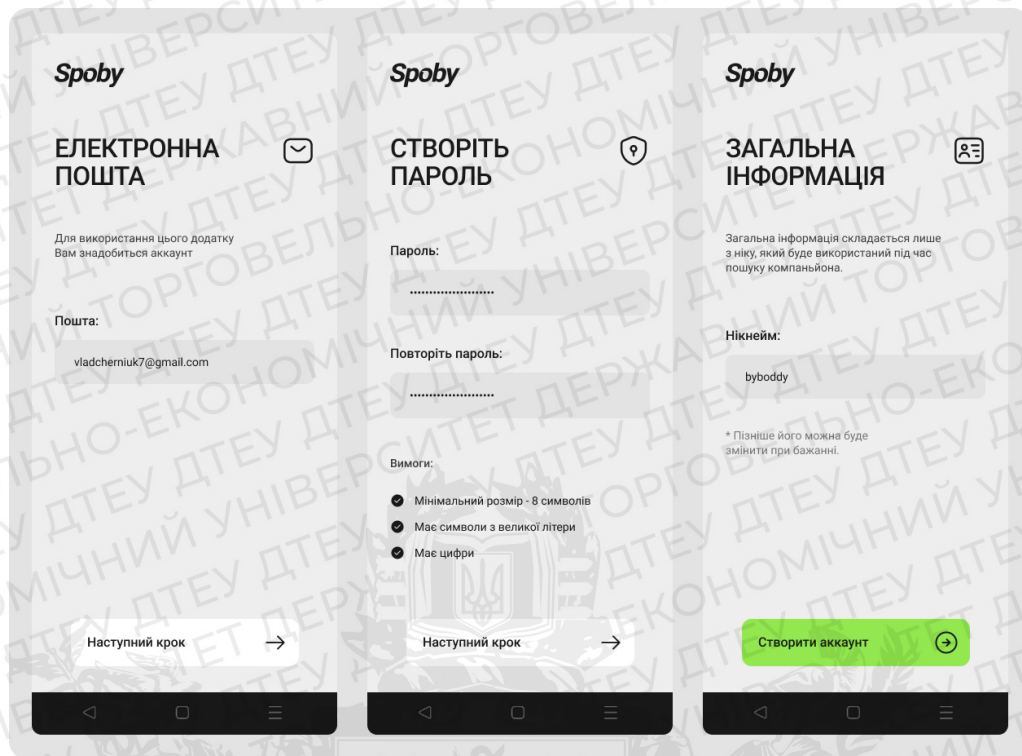 Spoby
ЕЛЕКТРОННА
ПОШТА
Для використання цього додатку
Вам знадобиться аккаунт
Пошта:
vladcherniuk7@gmail.com
Наступний крок
Spoby
СТВОРІТЬ
ПАРОЛЬ
Пароль:
······················
Повторіть пароль:
······················
Вимоги:
Мінімальний розмір - 8 символів
Має символи з великої літери
Має цифри
Наступний крок
Spoby
ЗАГАЛЬНА
ІНФОРМАЦІЯ
Загальна інформація складається лише
з ніку, який буде використаний під час
пошуку компаньйона.
Нікнейм:
byboddy
* Пізніше його можна буде
змінити при бажанні.
Створити аккаунт